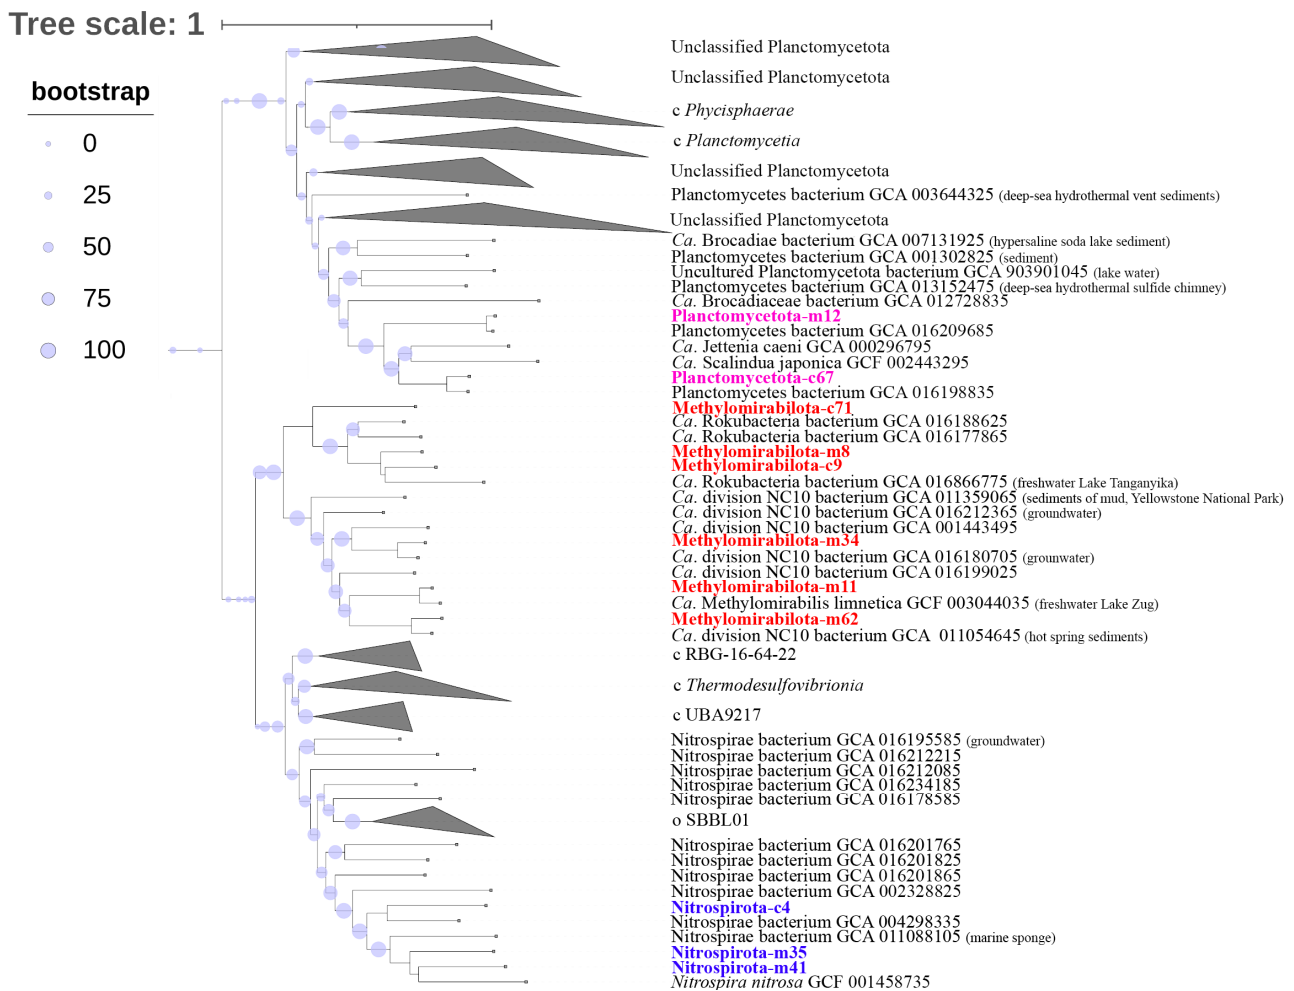 Tree scale: 1
bootstrap
0
25
50
75
100
Unclassified Planctomycetota
Unclassified Planctomycetota
c Phycisphaerae
c Planctomycetia
Unclassified Planctomycetota
Planctomycetes bacterium GCA 003644325 (deep-sea hydrothermal vent sediments)
Unclassified Planctomycetota
Ca. Brocadiae bacterium GCA 007131925 (hypersaline soda lake sediment)
Planctomycetes bacterium GCA 001302825 (sediment)
Uncultured Planctomycetota bacterium GCA 903901045 (lake water)
Planctomycetes bacterium GCA 013152475 (deep-sea hydrothermal sulfide chimney)
Ca. Brocadiaceae bacterium GCA 012728835
Planctomycetota-m12
Planctomycetes bacterium GCA 016209685
Ca. Jettenia caeni GCA 000296795
Ca. Scalindua japonica GCF 002443295
Planctomycetota-c67
Planctomycetes bacterium GCA 016198835
Methylomirabilota-c71
Ca. Rokubacteria bacterium GCA 016188625
Ca. Rokubacteria bacterium GCA 016177865
Methylomirabilota-m8
Methylomirabilota-c9
Ca. Rokubacteria bacterium GCA 016866775 (freshwater Lake Tanganyika)
Ca. division NC10 bacterium GCA 011359065 (sediments of mud, Yellowstone National Park)
Ca. division NC10 bacterium GCA 016212365 (groundwater)
Ca. division NC10 bacterium GCA 001443495
Methylomirabilota-m34
Ca. division NC10 bacterium GCA 016180705 (grounwater)
Ca. division NC10 bacterium GCA 016199025
Methylomirabilota-m11
Ca. Methylomirabilis limnetica GCF 003044035 (freshwater Lake Zug)
Methylomirabilota-m62
Ca. division NC10 bacterium GCA 011054645 (hot spring sediments)
c RBG-16-64-22
c Thermodesulfovibrionia
c UBA9217
Nitrospirae bacterium GCA 016195585 (groundwater)
Nitrospirae bacterium GCA 016212215
Nitrospirae bacterium GCA 016212085
Nitrospirae bacterium GCA 016234185
Nitrospirae bacterium GCA 016178585
o SBBL01
Nitrospirae bacterium GCA 016201765
Nitrospirae bacterium GCA 016201825
Nitrospirae bacterium GCA 016201865
Nitrospirae bacterium GCA 002328825
Nitrospirota-c4
Nitrospirae bacterium GCA 004298335
Nitrospirae bacterium GCA 011088105 (marine sponge)
Nitrospirota-m35
Nitrospirota-m41
Nitrospira nitrosa GCF 001458735